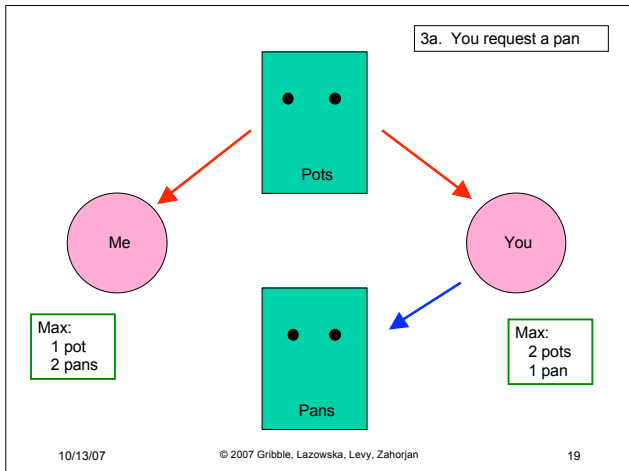 3a. You request a pan
Pots
Me
You
Max:
1 pot
2 pans
Max:
2 pots
1 pan
Pans
10/13/07
© 2007 Gribble, Lazowska, Levy, Zahorjan
19